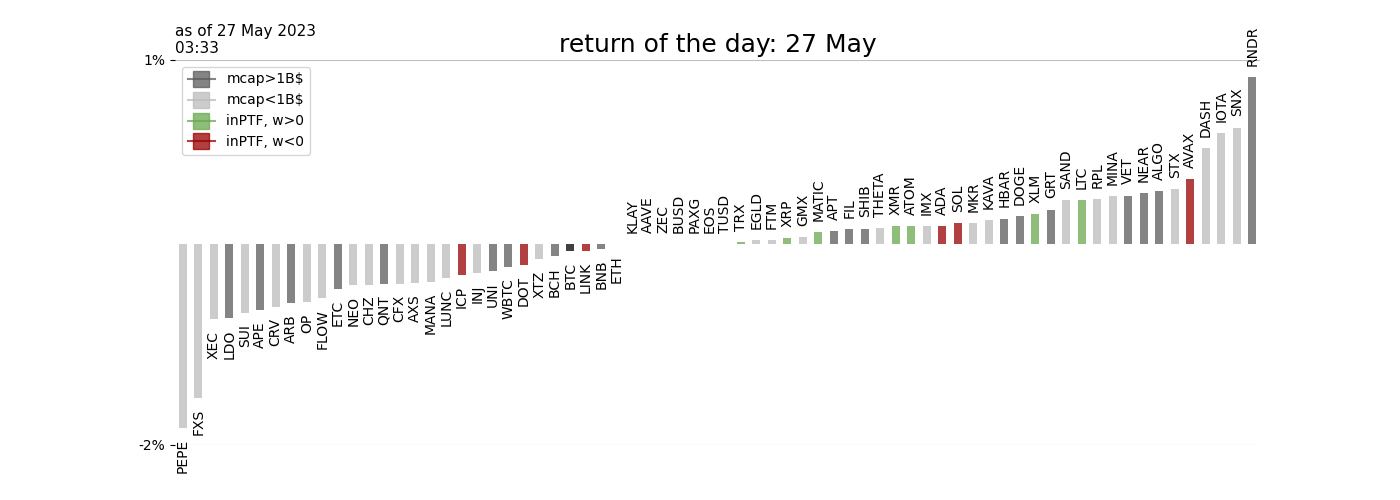 as of 27 May 2023
03:33
return of the day: 27 May
1%
-2%
mcap>1B$
mcap<1B$
inPTF, w>0
inPTF, w<0
PEPE
FXS
XEC
LDO
SUI
APE
CRV
ARB
OP
FLOW
ETC
NEO
CHZ
QNT
CFX
AXS
MANA
LUNC
ICP
INJ
UNI
WBTC
DOT
XTZ
BCH
BTC
LINK
BNB
ETH
KLAY
AAVE
ZEC
BUSD
PAXG
EOS
TUSD
TRX
EGLD
FTM
XRP
GMX
MATIC
APT
FIL
SHIB
THETA
XMR
ATOM
IMX
ADA
SOL
MKR
KAVA
HBAR
DOGE
XLM
GRT
SAND
LTC
RPL
MINA
VET
NEAR
ALGO
STX
AVAX
DASH
IOTA
SNX
RNDR